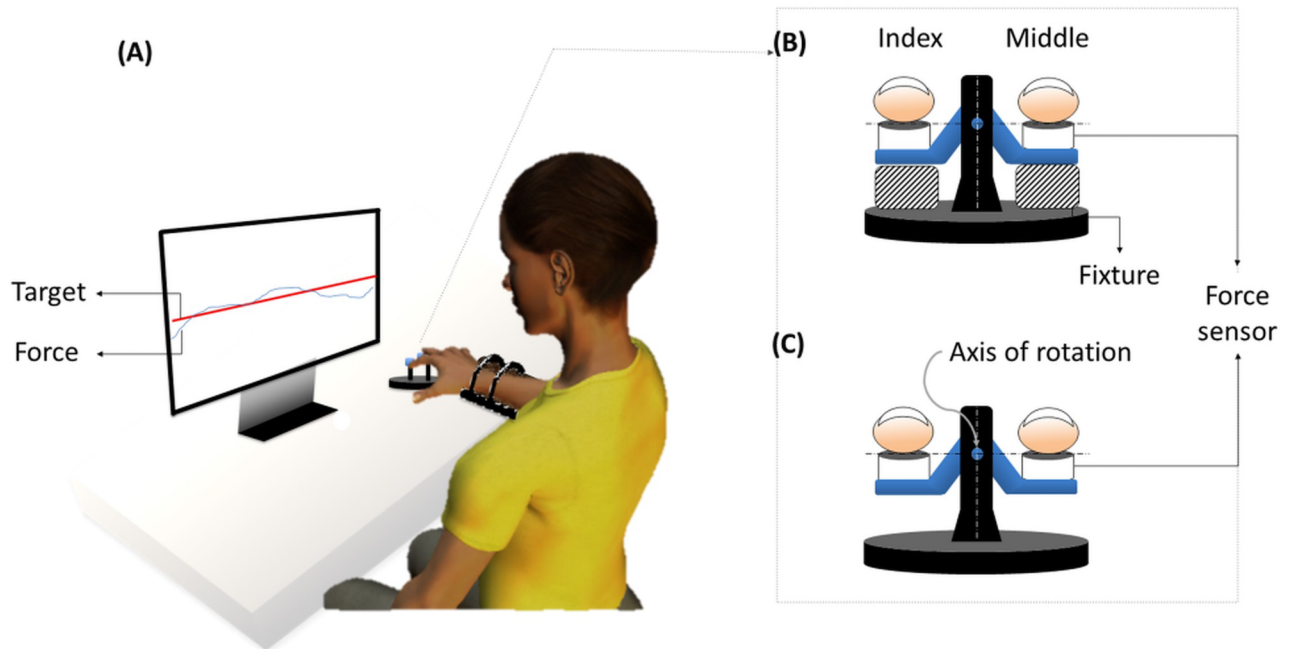 (A)
Target
Force
(B)
Index
Middle
Fixture
Force
sensor
(C)
Axis of rotation